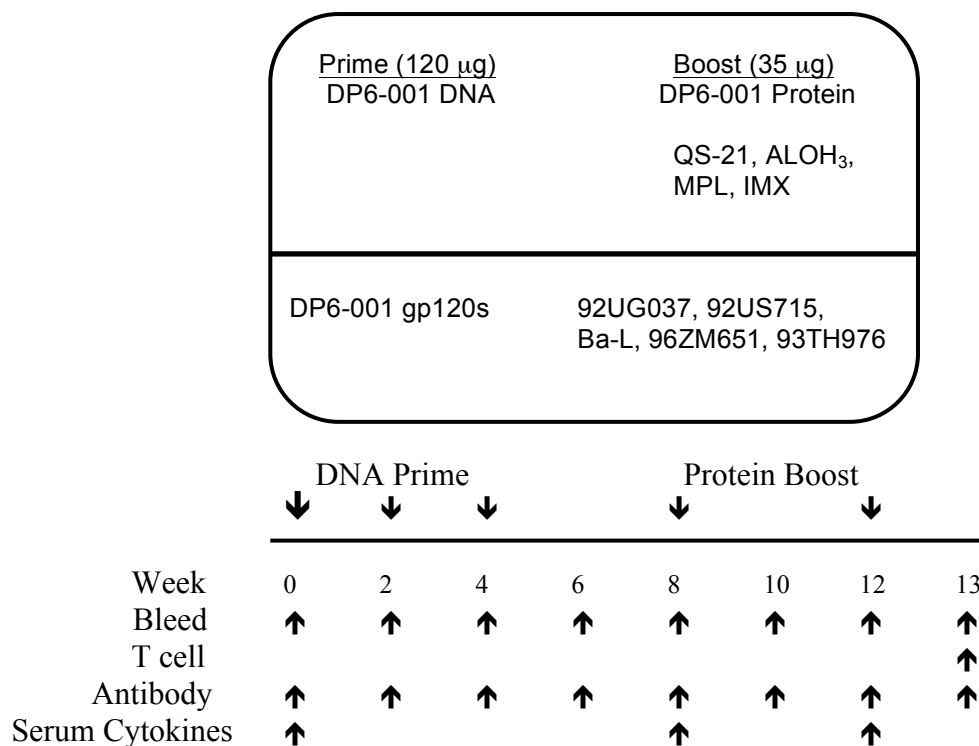 Prime (120 μg) Boost (35 μg)
DP6-001 DNA DP6-001 Protein
QS-21, ALOH₃,
MPL, IMX
DP6-001 gp120s 92UG037, 92US715,
Ba-L, 96ZM651, 93TH976
DNA Prime Protein Boost
Week 0 2 4 6 8 10 12 13
Bleed
T cell
Antibody
Serum Cytokines